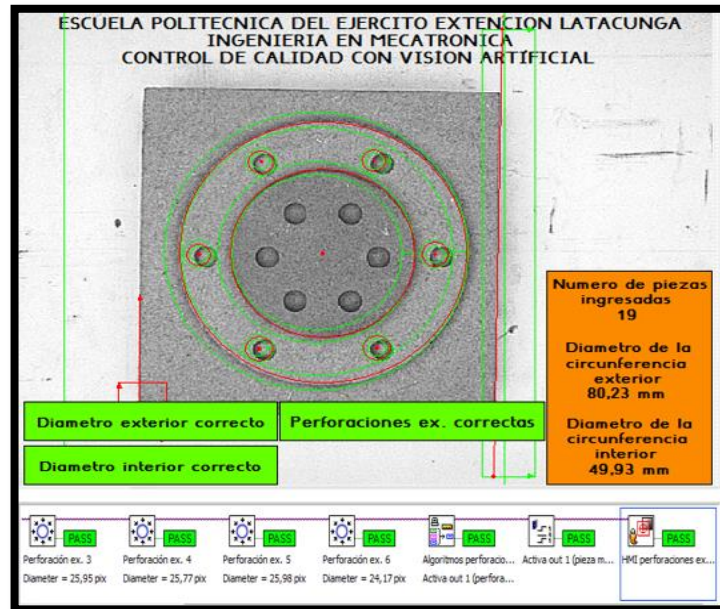 ESCUELA POLITECNICA DEL EJERCITO EXTENCION LATACUNGA
INGENIERIA EN MECATRONICA
CONTROL DE CALIDAD CON VISION ARTIFICIAL
Numero de piezas
ingresadas
19
Diametro de la
circunferencia
exterior
80,23 mm
Diametro de la
circunferencia
interior
49,93 mm
Diametro exterior correcto
Perforaciones ex. correctas
Diametro interior correcto
PASS
PASS
PASS
PASS
PASS
PASS
PASS
Perforación ex. 3
Perforación ex. 4
Perforación ex. 5
Perforación ex. 6
Algoritmos perforacio...
Activa out 1 (pieza m...
HMI perforaciones ex...
Diameter = 25,95 pix
Diameter = 25,77 pix
Diameter = 25,98 pix
Diameter = 24,17 pix
Activa out 1 (perfora...